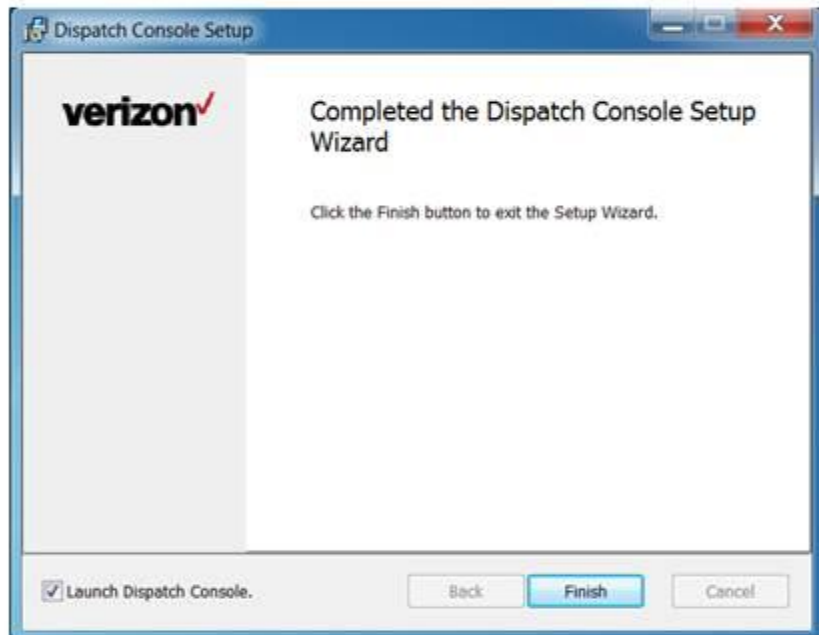 Dispatch Console Setup
verizon
Completed the Dispatch Console Setup
Wizard
Click the Finish button to exit the Setup Wizard.
Launch Dispatch Console.
Back
Finish
Cancel